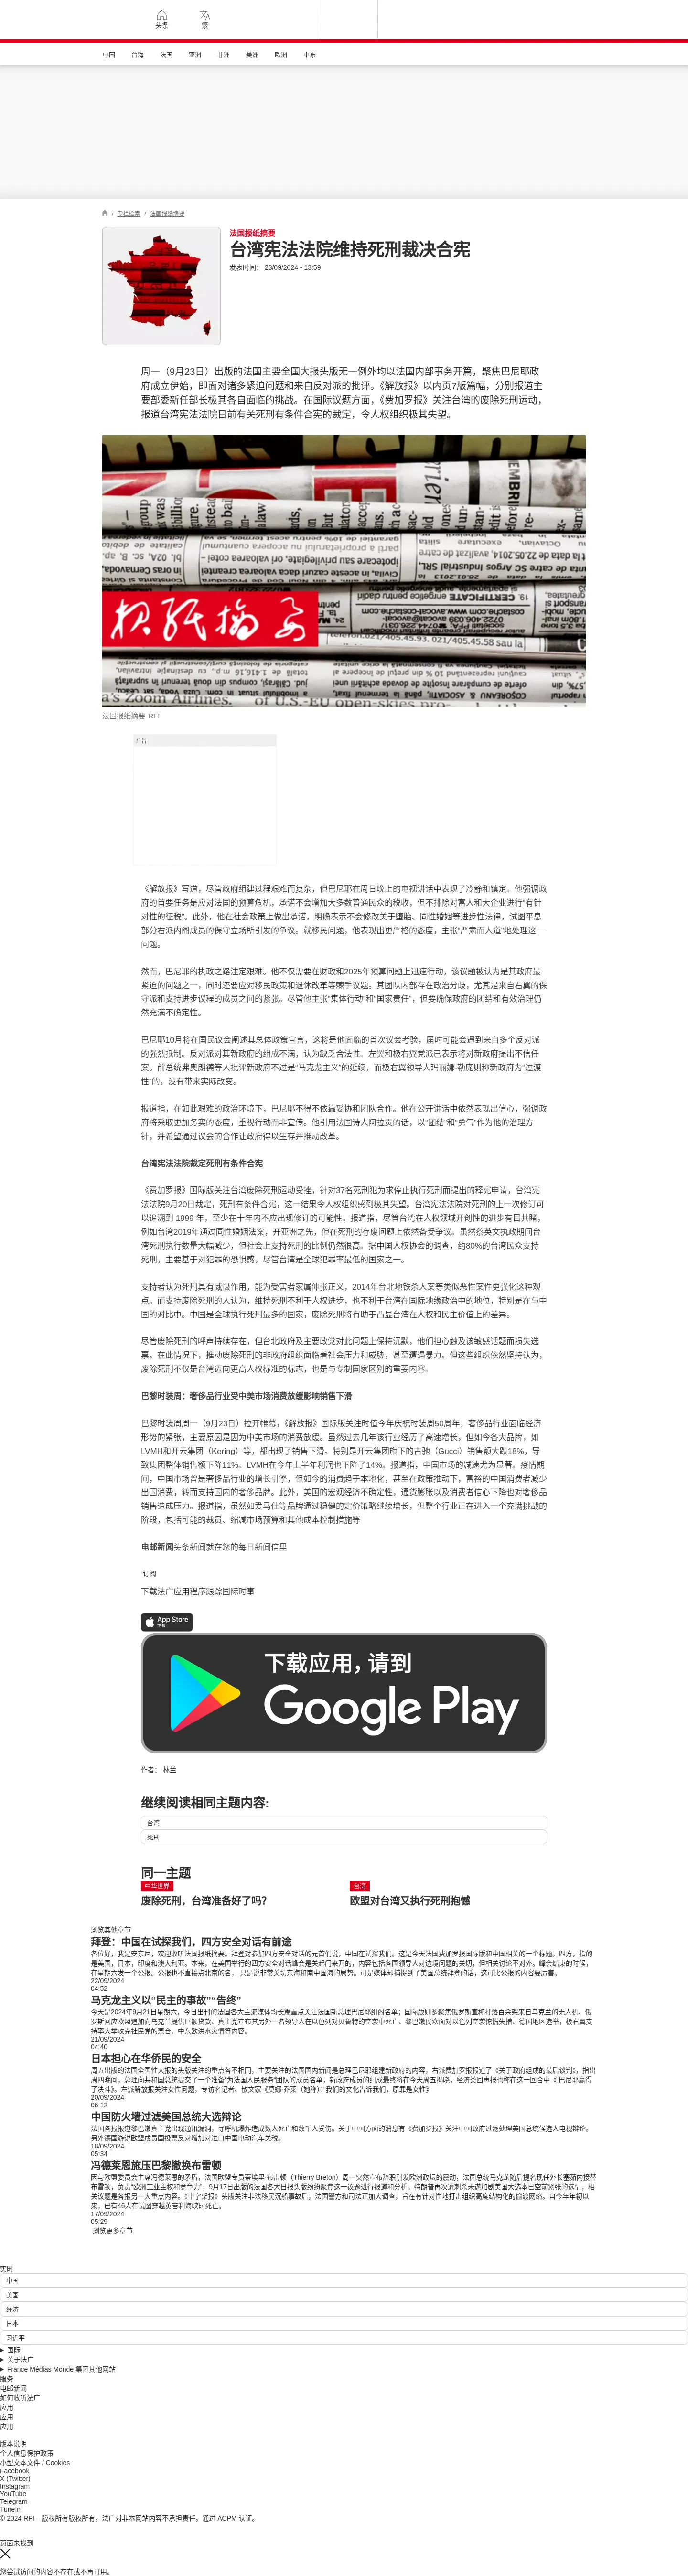 头条
繁
中国 台海 法国 亚洲 非洲 美洲 欧洲 中东
/ 专栏检索 / 法国报纸摘要
法国报纸摘要
台湾宪法法院维持死刑裁决合宪
发表时间： 23/09/2024 - 13:59
周一（9月23日）出版的法国主要全国大报头版无一例外均以法国内部事务开篇，聚焦巴尼耶政
府成立伊始，即面对诸多紧迫问题和来自反对派的批评。《解放报》以内页7版篇幅，分别报道主
要部委新任部长极其各自面临的挑战。在国际议题方面，《费加罗报》关注台湾的废除死刑运动，
报道台湾宪法法院日前有关死刑有条件合宪的裁定，令人权组织极其失望。
报纸摘要
法国报纸摘要 RFI
广告
《解放报》写道，尽管政府组建过程艰难而复杂，但巴尼耶在周日晚上的电视讲话中表现了冷静和镇定。他强调政
府的首要任务是应对法国的预算危机，承诺不会增加大多数普通民众的税收，但不排除对富人和大企业进行“有针
对性的征税”。此外，他在社会政策上做出承诺，明确表示不会修改关于堕胎、同性婚姻等进步性法律，试图平息
部分右派内阁成员的保守立场所引发的争议。就移民问题，他表现出更严格的态度，主张“严肃而人道”地处理这一
问题。
然而，巴尼耶的执政之路注定艰难。他不仅需要在财政和2025年预算问题上迅速行动，该议题被认为是其政府最
紧迫的问题之一，同时还要应对移民政策和退休改革等棘手议题。其团队内部存在政治分歧，尤其是来自右翼的保
守派和支持进步议程的成员之间的紧张。尽管他主张“集体行动”和“国家责任”，但要确保政府的团结和有效治理仍
然充满不确定性。
巴尼耶10月将在国民议会阐述其总体政策宣言，这将是他面临的首次议会考验，届时可能会遇到来自多个反对派
的强烈抵制。反对派对其新政府的组成不满，认为缺乏合法性。左翼和极右翼党派已表示将对新政府提出不信任
案。前总统弗奥朗德等人批评新政府不过是“马克龙主义”的延续，而极右翼领导人玛丽娜·勒庞则称新政府为“过渡
性”的，没有带来实际改变。
报道指，在如此艰难的政治环境下，巴尼耶不得不依靠妥协和团队合作。他在公开讲话中依然表现出信心，强调政
府将采取更加务实的态度，重视行动而非宣传。他引用法国诗人阿拉贡的话，以“团结”和“勇气”作为他的治理方
针，并希望通过议会的合作让政府得以生存并推动改革。
台湾宪法法院裁定死刑有条件合宪
《费加罗报》国际版关注台湾废除死刑运动受挫，针对37名死刑犯为求停止执行死刑而提出的释宪申请，台湾宪
法法院9月20日裁定，死刑有条件合宪，这一结果令人权组织感到极其失望。台湾宪法法院对死刑的上一次修订可
以追溯到 1999 年，至少在十年内不应出现修订的可能性。报道指，尽管台湾在人权领域开创性的进步有目共睹，
例如台湾2019年通过同性婚姻法案，开亚洲之先，但在死刑的存废问题上依然备受争议。虽然蔡英文执政期间台
湾死刑执行数量大幅减少，但社会上支持死刑的比例仍然很高。据中国人权协会的调查，约80%的台湾民众支持
死刑，主要基于对犯罪的恐惧感，尽管台湾是全球犯罪率最低的国家之一。
支持者认为死刑具有威慑作用，能为受害者家属伸张正义，2014年台北地铁杀人案等类似恶性案件更强化这种观
点。而支持废除死刑的人认为，维持死刑不利于人权进步，也不利于台湾在国际地缘政治中的地位，特别是在与中
国的对比中。中国是全球执行死刑最多的国家，废除死刑将有助于凸显台湾在人权和民主价值上的差异。
尽管废除死刑的呼声持续存在，但台北政府及主要政党对此问题上保持沉默，他们担心触及该敏感话题而损失选
票。在此情况下，推动废除死刑的非政府组织面临着社会压力和威胁，甚至遭遇暴力。但这些组织依然坚持认为，
废除死刑不仅是台湾迈向更高人权标准的标志，也是与专制国家区别的重要内容。
巴黎时装周：奢侈品行业受中美市场消费放缓影响销售下滑
巴黎时装周周一（9月23日）拉开帷幕，《解放报》国际版关注时值今年庆祝时装周50周年，奢侈品行业面临经济
形势的紧张，主要原因是因为中美市场的消费放缓。虽然过去几年该行业经历了高速增长，但如今各大品牌，如
LVMH和开云集团（Kering）等，都出现了销售下滑。特别是开云集团旗下的古驰（Gucci）销售额大跌18%，导
致集团整体销售额下降11%。LVMH在今年上半年利润也下降了14%。报道指，中国市场的减速尤为显著。疫情期
间，中国市场曾是奢侈品行业的增长引擎，但如今的消费趋于本地化，甚至在政策推动下，富裕的中国消费者减少
出国消费，转而支持国内的奢侈品牌。此外，美国的宏观经济不确定性，通货膨胀以及消费者信心下降也对奢侈品
销售造成压力。报道指，虽然如爱马仕等品牌通过稳健的定价策略继续增长，但整个行业正在进入一个充满挑战的
阶段，包括可能的裁员、缩减市场预算和其他成本控制措施等
电邮新闻头条新闻就在您的每日新闻信里
订阅
下载法广应用程序跟踪国际时事
App Store
下载
下载应用，请到
Google Play
作者： 林兰
继续阅读相同主题内容:
台湾
死刑
同一主题
中华世界
废除死刑，台湾准备好了吗？
台湾
欧盟对台湾又执行死刑抱憾
浏览其他章节
拜登：中国在试探我们，四方安全对话有前途
各位好，我是安东尼，欢迎收听法国报纸摘要。拜登对参加四方安全对话的元首们说，中国在试探我们。这是今天法国费加罗报国际版和中国相关的一个标题。四方，指的
是美国，日本，印度和澳大利亚。本来，在美国举行的四方安全对话峰会是关起门来开的，内容包括各国领导人对边境问题的关切，但相关讨论不对外。峰会结束的时候，
在星期六发一个公报。公报也不直接点北京的名， 只是说非常关切东海和南中国海的局势。可是媒体却捕捉到了美国总统拜登的话，这可比公报的内容要厉害。
22/09/2024
04:52
马克龙主义以“民主的事故”“告终”
今天是2024年9月21日星期六，今日出刊的法国各大主流媒体均长篇重点关注法国新总理巴尼耶组阁名单；国际版则多聚焦俄罗斯宣称打落百余架来自乌克兰的无人机、俄
罗斯回应欧盟追加向乌克兰提供巨额贷款、真主党宣布其另外一名领导人在以色列对贝鲁特的空袭中死亡、黎巴嫩民众面对以色列空袭惊慌失措、德国地区选举，极右翼支
持率大举攻克社民党的票仓、中东欧洪水灾情等内容。
21/09/2024
04:40
日本担心在华侨民的安全
周五出版的法国全国性大报的头版关注的重点各不相同，主要关注的法国国内新闻是总理巴尼耶组建新政府的内容，右派费加罗报报道了《关于政府组成的最后谈判》，指出
周四晚间，总理向共和国总统提交了一个准备“为法国人民服务”团队的成员名单，新政府成员的组成最终将在今天周五揭晓，经济类回声报也称在这一回合中《 巴尼耶赢得
了决斗》。左派解放报关注女性问题，专访名记者、散文家《莫娜·乔莱（她称）：“我们的文化告诉我们，原罪是女性》
20/09/2024
06:12
中国防火墙过滤美国总统大选辩论
法国各报报道黎巴嫩真主党出现通讯漏洞，寻呼机爆炸造成数人死亡和数千人受伤。关于中国方面的消息有《费加罗报》关注中国政府过滤处理美国总统候选人电视辩论。
另外德国游说欧盟成员国投票反对增加对进口中国电动汽车关税。
18/09/2024
05:34
冯德莱恩施压巴黎撤换布雷顿
因与欧盟委员会主席冯德莱恩的矛盾，法国欧盟专员蒂埃里·布雷顿（Thierry Breton）周一突然宣布辞职引发欧洲政坛的震动，法国总统马克龙随后提名现任外长塞茹内接替
布雷顿，负责“欧洲工业主权和竞争力”，9月17日出版的法国各大日报头版纷纷聚焦这一议题进行报道和分析。特朗普再次遭刺杀未遂加剧美国大选本已空前紧张的选情，相
关议题是各报另一大重点内容。《十字架报》头版关注非法移民沉船事故后，法国警方和司法正加大调查，旨在有针对性地打击组织高度结构化的偷渡网络。自今年年初以
来，已有46人在试图穿越英吉利海峡时死亡。
17/09/2024
05:29
浏览更多章节
实时
中国
美国
经济
日本
习近平
国际
关于法广
France Médias Monde 集团其他网站
服务
电邮新闻
如何收听法广
应用
应用
应用
版本说明
个人信息保护政策
小型文本文件 / Cookies
Facebook
X (Twitter)
Instagram
YouTube
Telegram
TuneIn
© 2024 RFI – 版权所有版权所有。法广对非本网站内容不承担责任。通过 ACPM 认证。
页面未找到
您尝试访问的内容不存在或不再可用。